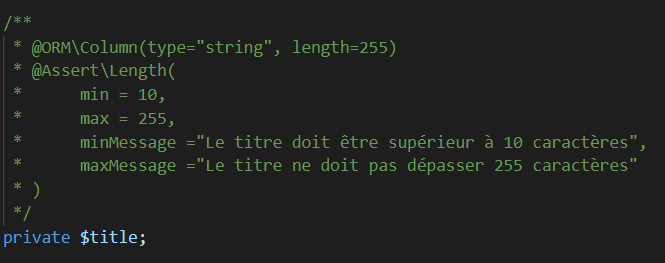 /**
* @ORM\Column(type="string", length=255)
* @Assert\Length(
*     min = 10,
*     max = 255,
*     minMessage ="Le titre doit être supérieur à 10 caractères",
*     maxMessage ="Le titre ne doit pas dépasser 255 caractères"
* )
*/
private $title;